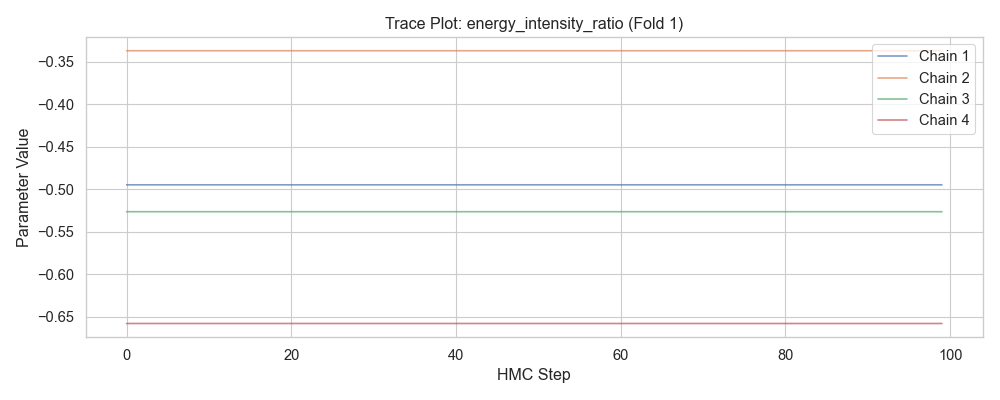 Trace Plot: energy_intensity_ratio (Fold 1)
Parameter Value
−0.35
−0.40
−0.45
−0.50
−0.55
−0.60
−0.65
Chain 1
Chain 2
Chain 3
Chain 4
0 20 40 60 80 100
HMC Step